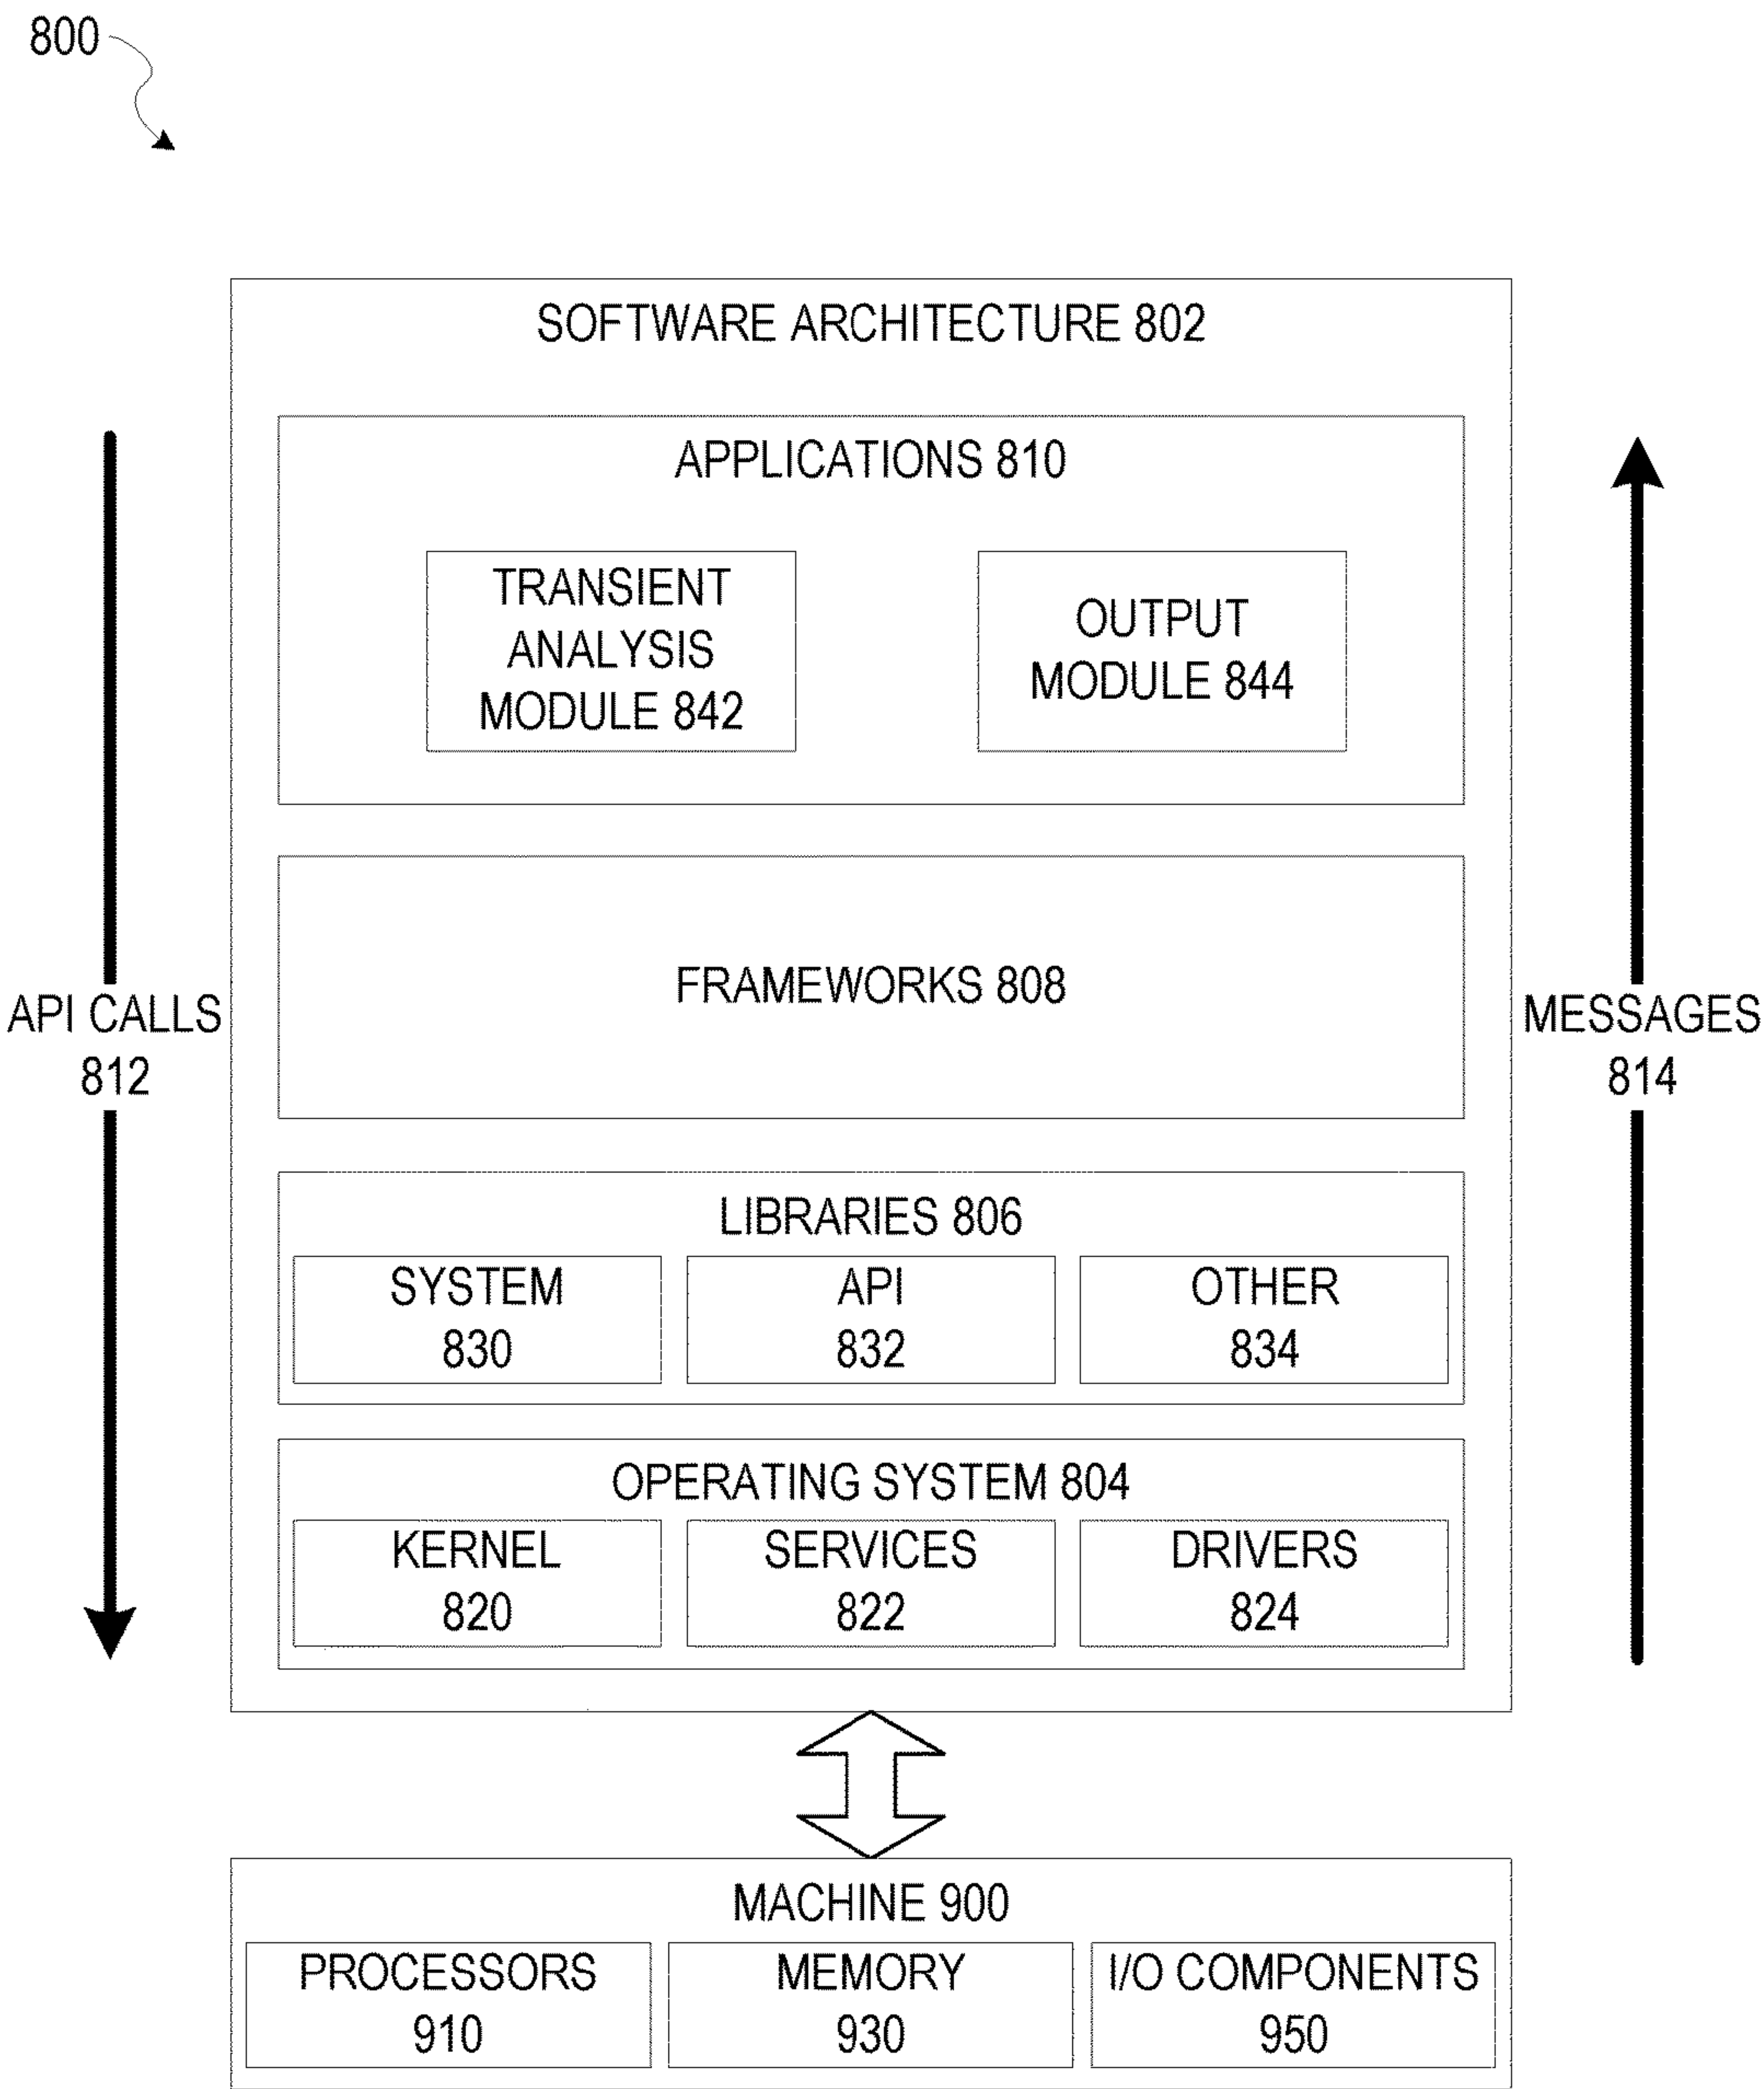 800
SOFTWARE ARCHITECTURE 802
APPLICATIONS 810
TRANSIENT
ANALYSIS
MODULE 842
OUTPUT
MODULE 844
FRAMEWORKS 808
API CALLS
812
MESSAGES
814
LIBRARIES 806
SYSTEM
830
API
832
OTHER
834
OPERATING SYSTEM 804
KERNEL
820
SERVICES
822
DRIVERS
824
MACHINE 900
PROCESSORS
910
MEMORY
930
I/O COMPONENTS
950